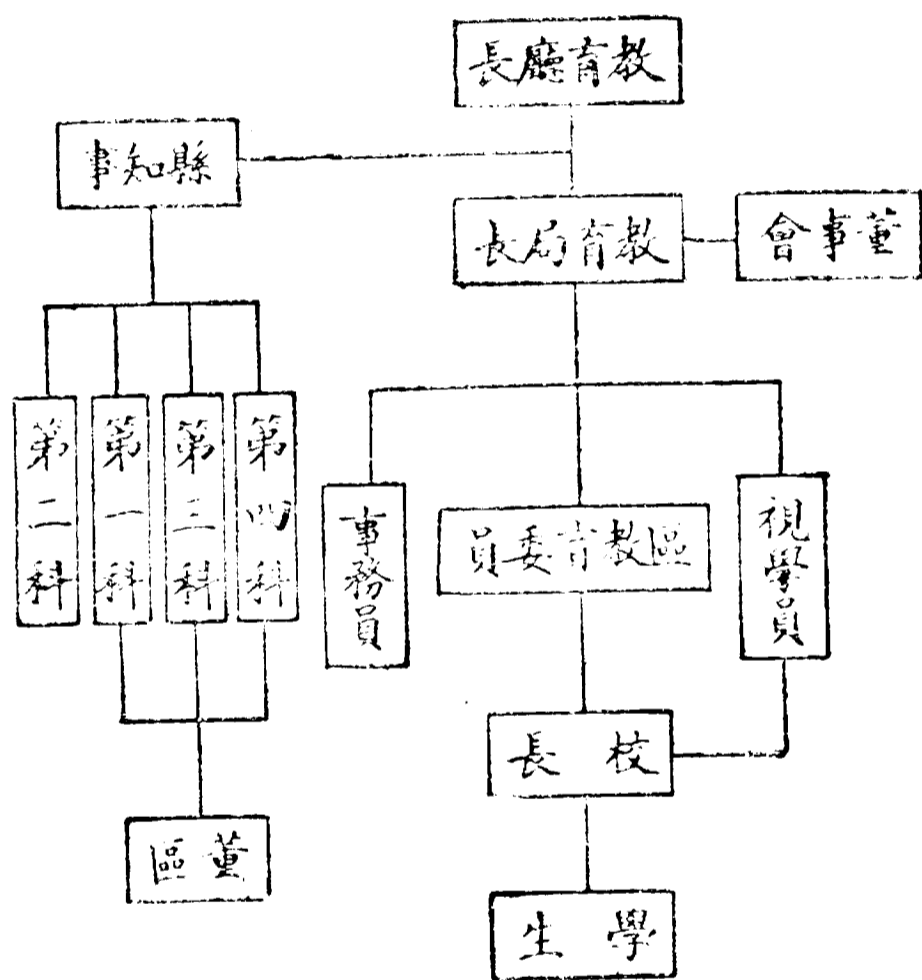 教育廳長
縣知事
教育局長
董事會
第四科
第三科
第一科
第二科
視學員
區教育委員
事務員
校長
區董
學生